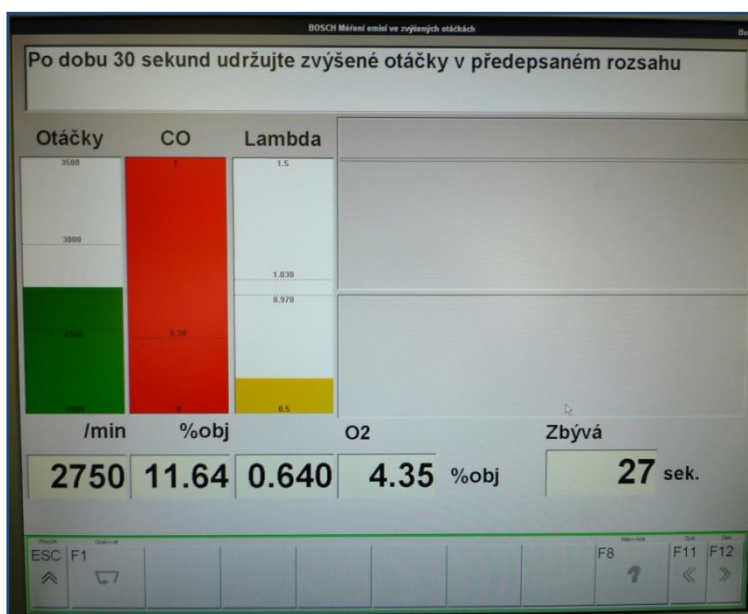 BOSCH Měření emisí ve zvýšených otáčkách
Po dobu 30 sekund udržujte zvýšené otáčky v předepsaném rozsahu
Otáčky CO Lambda
3500 1 1.5
3000
1.030
0.970
2500 0.30
0 0.5
/min %obj O2 Zbývá
2750 11.64 0.640 4.35 %obj 27 sek.
ESC F1 F8 F11 F12